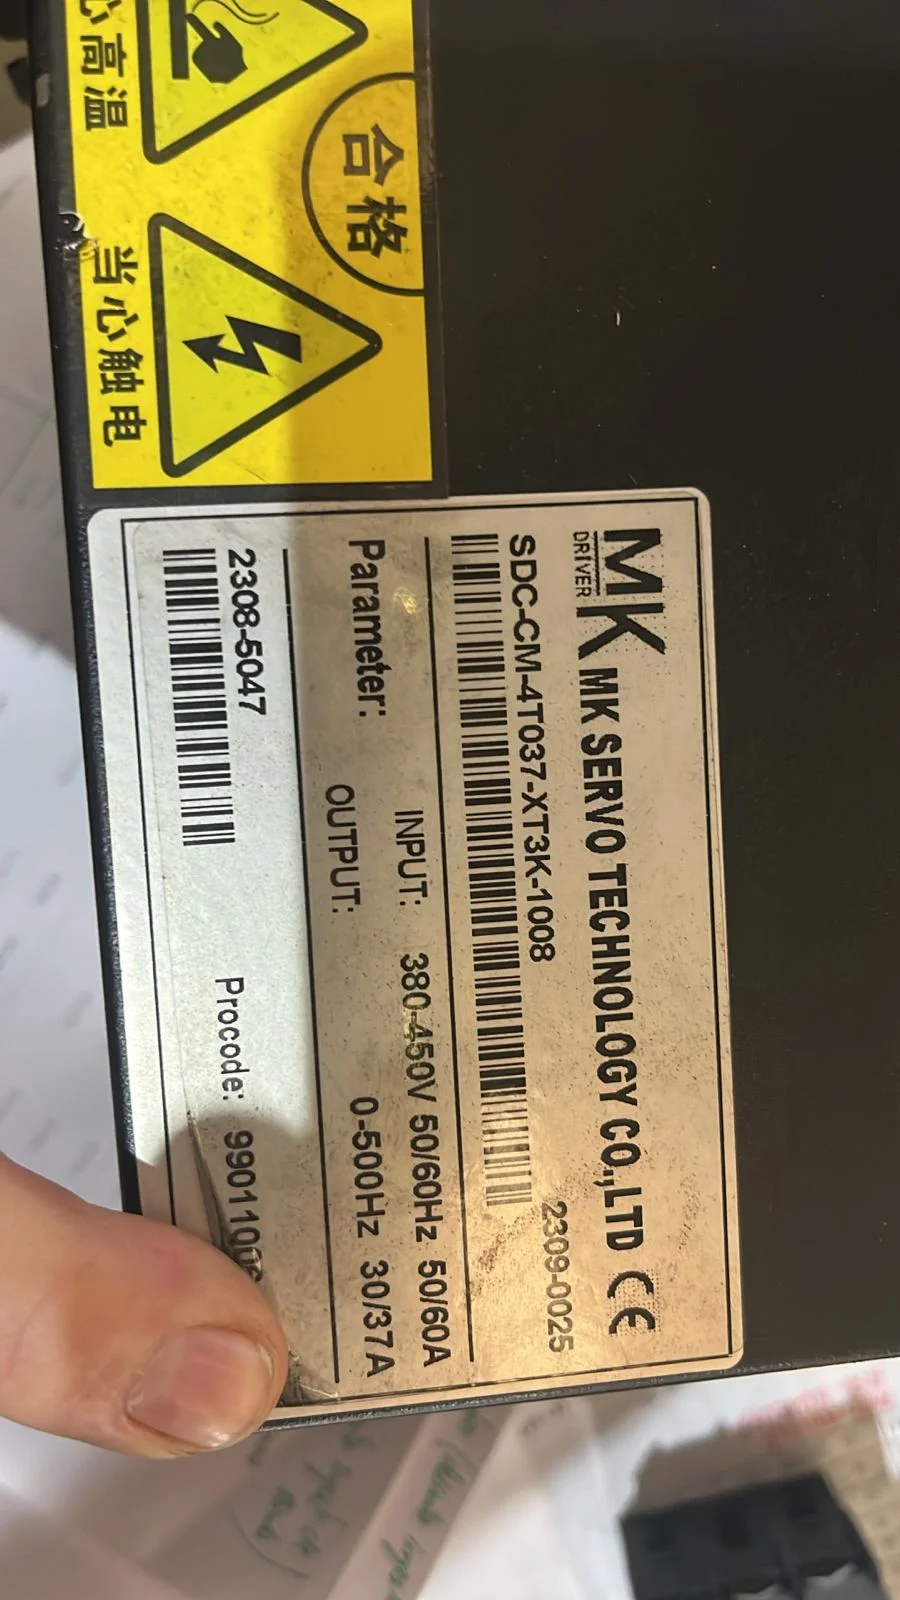 心高温
合格
当心触电
MK
DRIVER
MK SERVO TECHNOLOGY CO.,LTD CE
SDC-CM-4T037-XT3K-1008
2309-0025
Parameter:
INPUT: 380-450V 50/60Hz 50/60A
OUTPUT: 0-500Hz 30/37A
2308-5047
Procode: